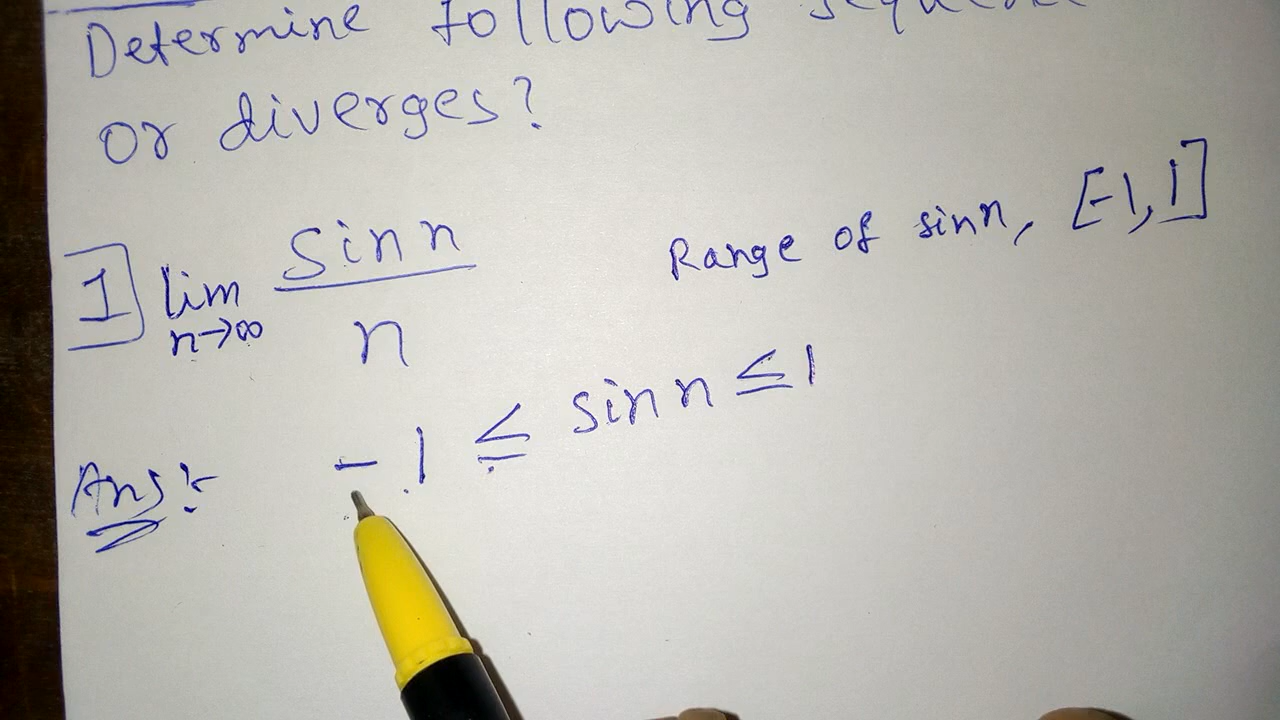 Determine following
or diverges?
1 lim n→∞ sin n / n
Range of sin n, [-1, 1]
Ans:- -1 ≤ sin n ≤ 1